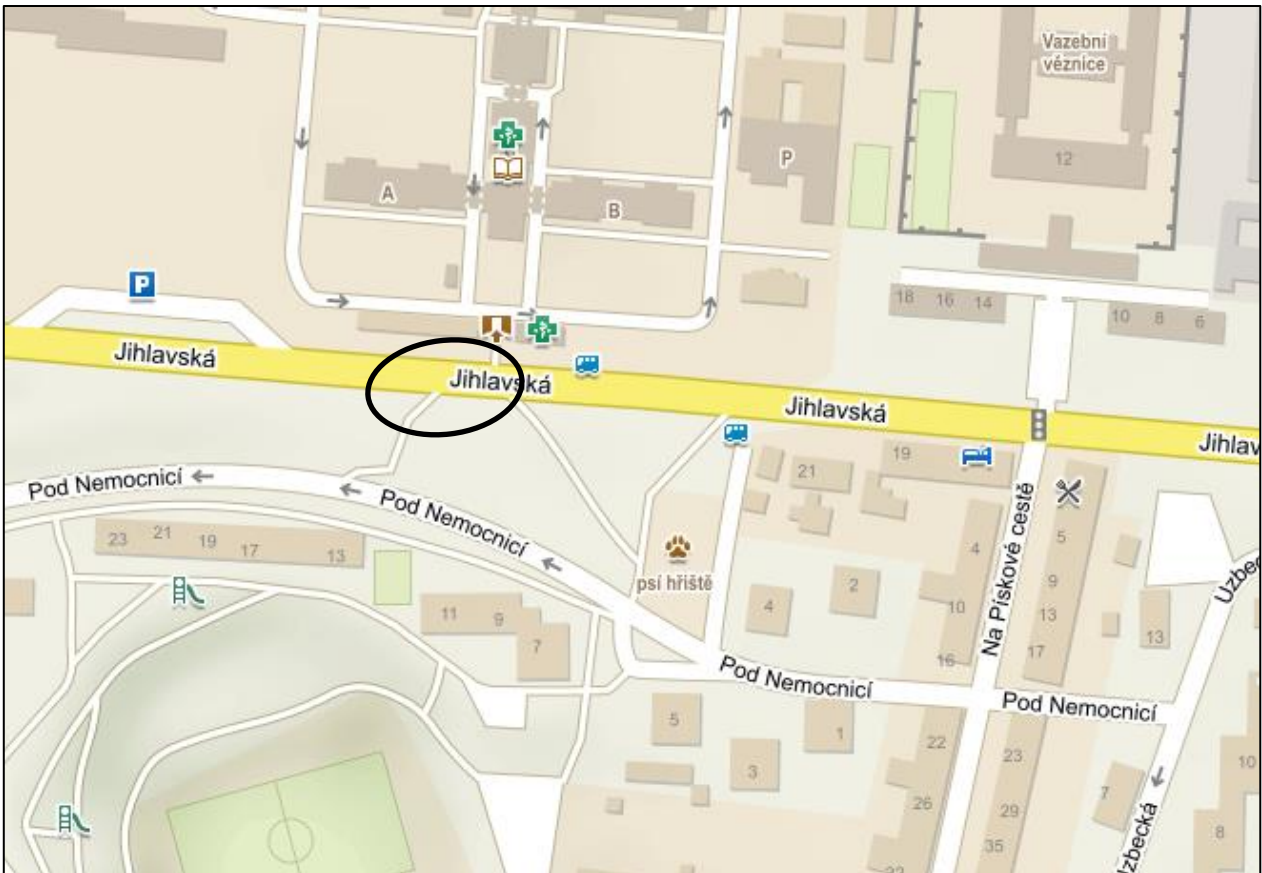 Vazební
věznice
12
P
A
B
P
18 16 14
10 8 6
Jihlavská
Jihlavská
Jihlavská
Jihlav
Pod Nemocnicí
Pod Nemocnicí
21
19
23 21 19 17 13
psí hřiště
4
5
Na Pískové cestě
9
2
4
10
13
11 9
7
13
16
17
Uzbec
Pod Nemocnicí
Pod Nemocnicí
5
1
3
22
23
10
26
29
7
8
35
Uzbecká